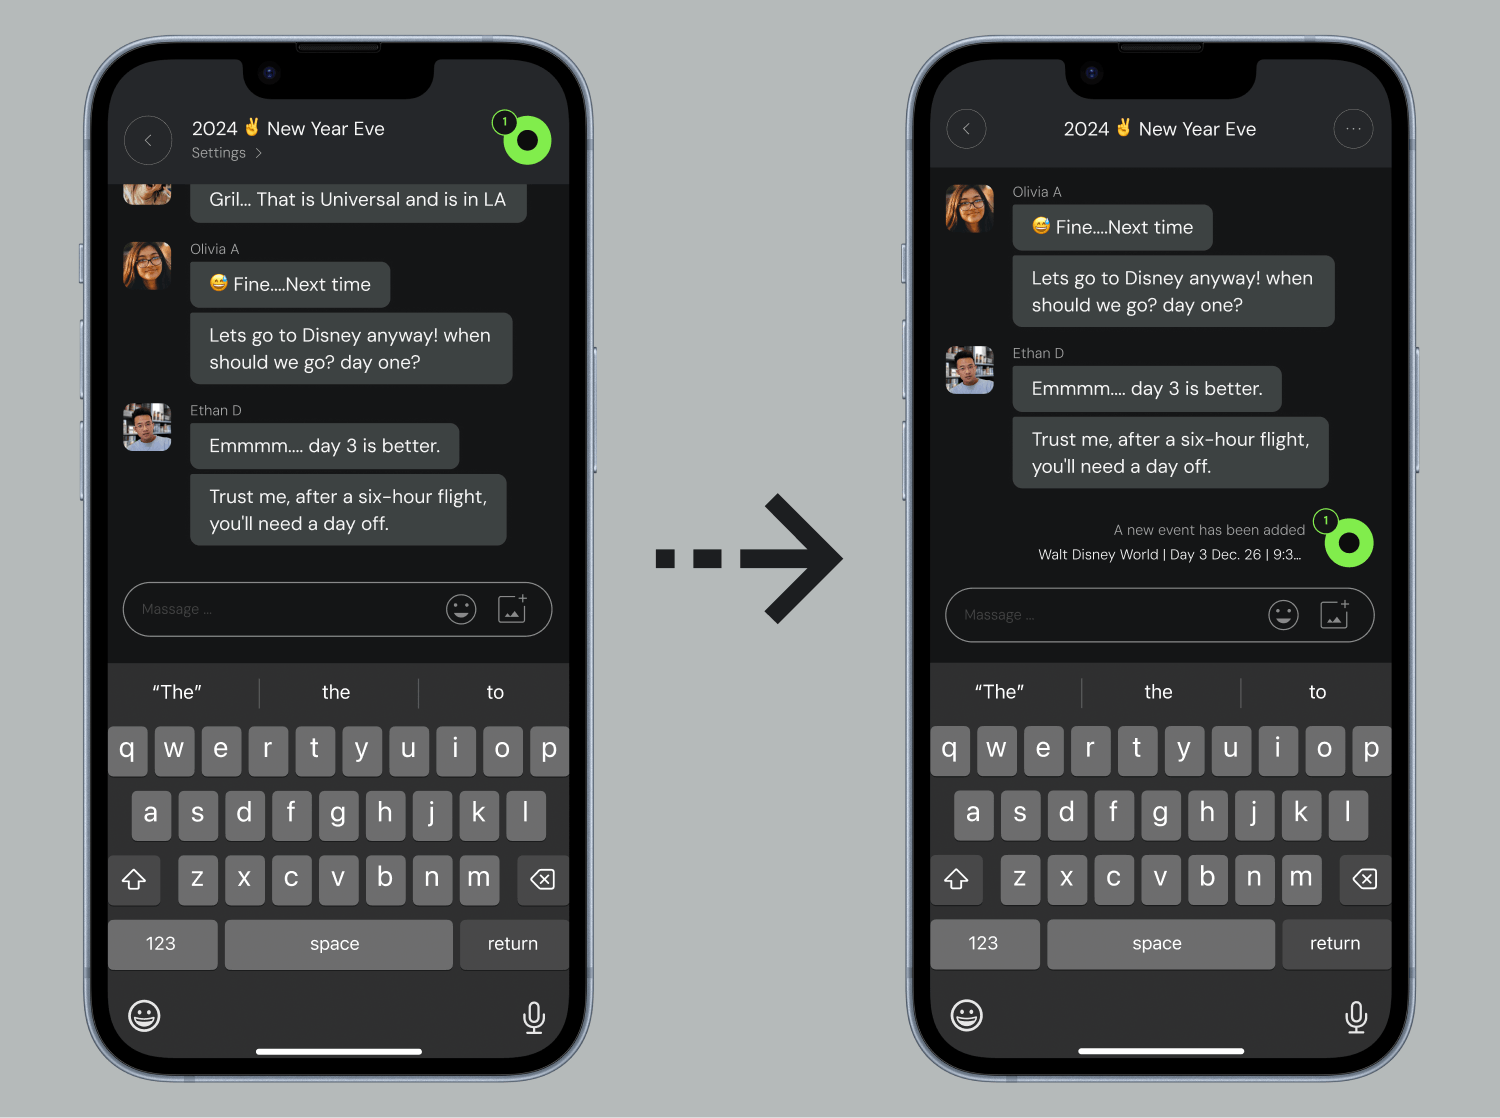 2024 ✌️ New Year Eve
1
Settings >
Gril... That is Universal and is in LA
Olivia A
😅 Fine....Next time
Lets go to Disney anyway! when
should we go? day one?
Ethan D
Emmmm.... day 3 is better.
Trust me, after a six-hour flight,
you'll need a day off.
Massage ...
“The” the to
q w e r t y u i o p
a s d f g h j k l
z x c v b n m
123 space return
2024 ✌️ New Year Eve
Olivia A
😅 Fine....Next time
Lets go to Disney anyway! when
should we go? day one?
Ethan D
Emmmm.... day 3 is better.
Trust me, after a six-hour flight,
you'll need a day off.
1
A new event has been added
Walt Disney World | Day 3 Dec. 26 | 9:3...
Massage ...
“The” the to
q w e r t y u i o p
a s d f g h j k l
z x c v b n m
123 space return